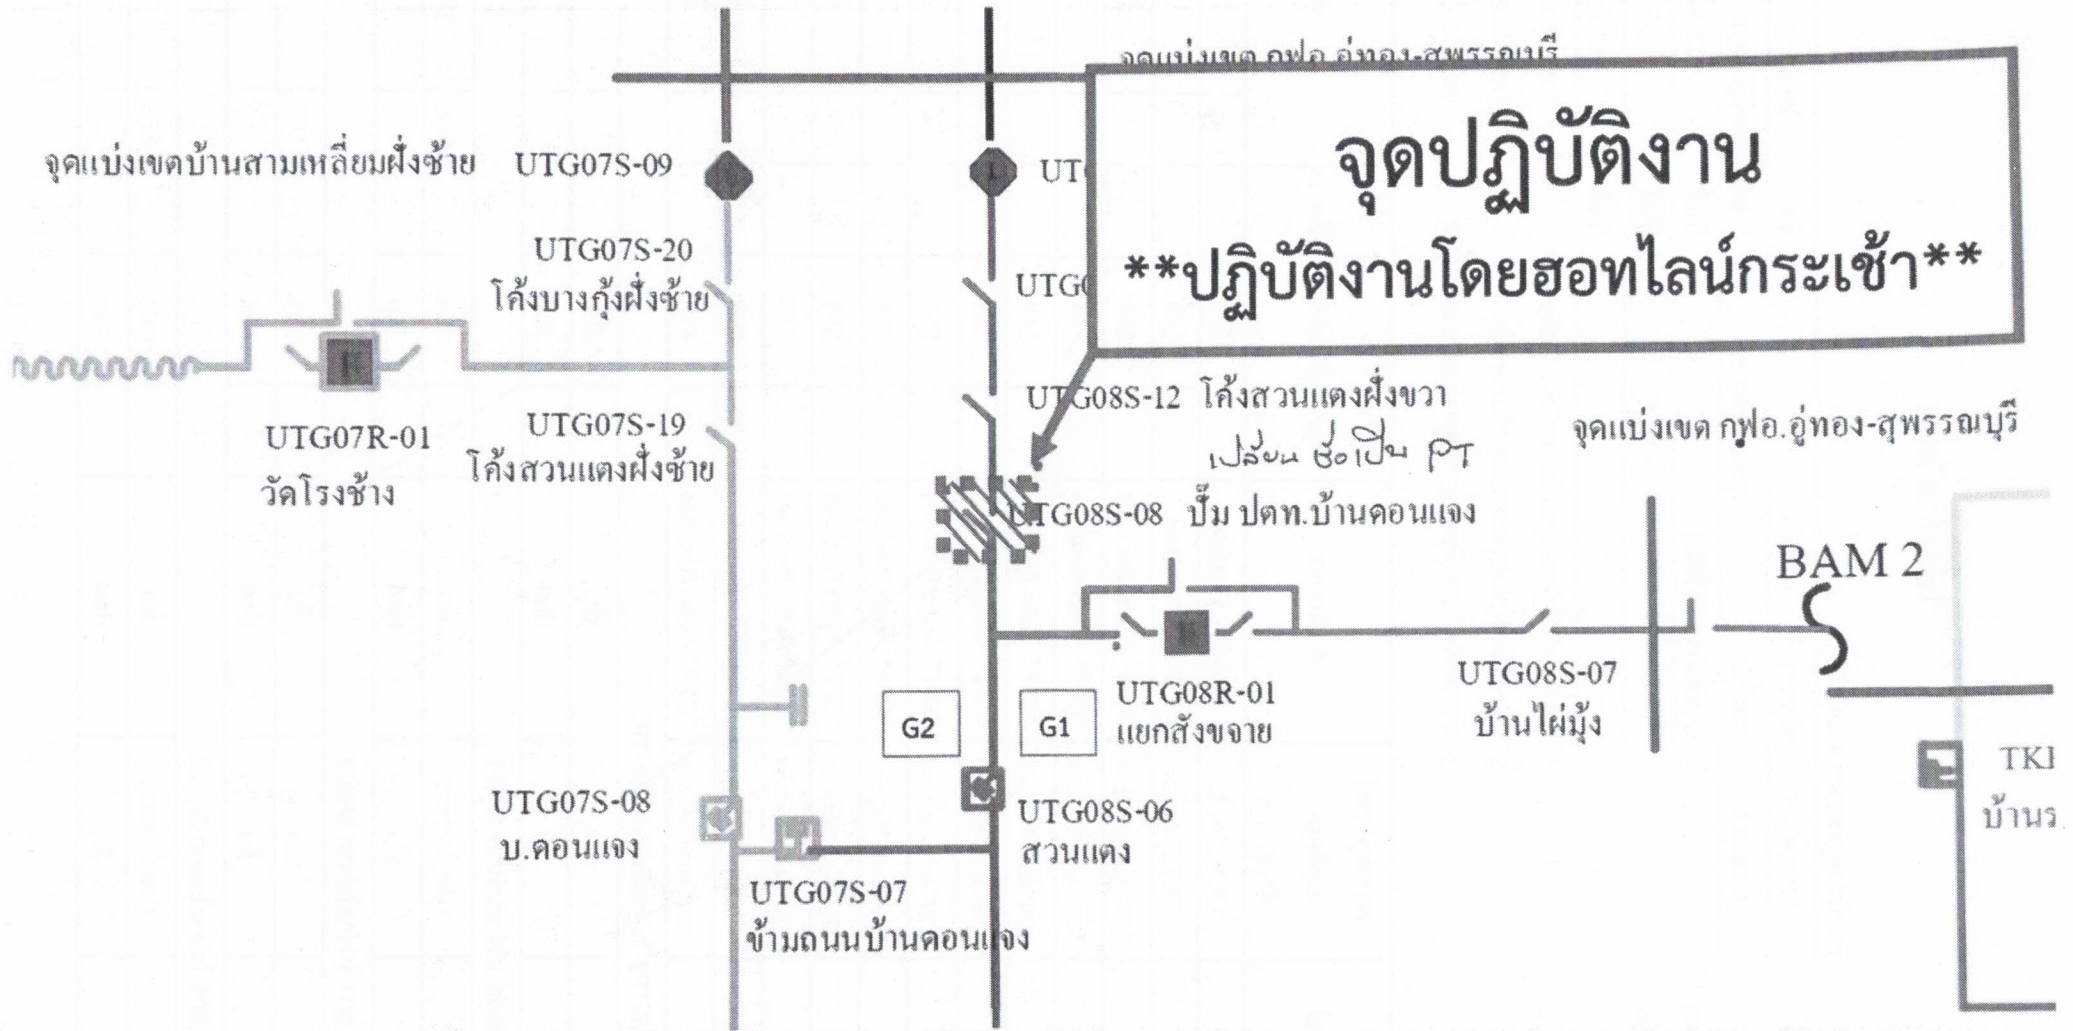 จุดแบ่งเขต กฟอ.อู่ทอง-สุพรรณบุรี
จุดปฏิบัติงาน
**ปฏิบัติงานโดยฮอทไลน์กระเช้า**
จุดแบ่งเขตบ้านสามเหลี่ยมฝั่งซ้าย UTG07S-09
UTG07S-20
โค้งบางกุ้งฝั่งซ้าย
UTG07R-01
วัดโรงช้าง
UTG07S-19
โค้งสวนแตงฝั่งซ้าย
UTG08S-12 โค้งสวนแตงฝั่งขวา
เปลี่ยน ชื่อเป็น PT
UTG08S-08 ปั๊ม ปตท.บ้านดอนแจง
จุดแบ่งเขต กฟอ.อู่ทอง-สุพรรณบุรี
BAM 2
UTG08R-01
แยกสังขจาย
UTG08S-07
บ้านไผ่มุ้ง
G2
G1
UTG07S-08
บ.ดอนแจง
UTG08S-06
สวนแตง
UTG07S-07
ข้ามถนนบ้านดอนแจง